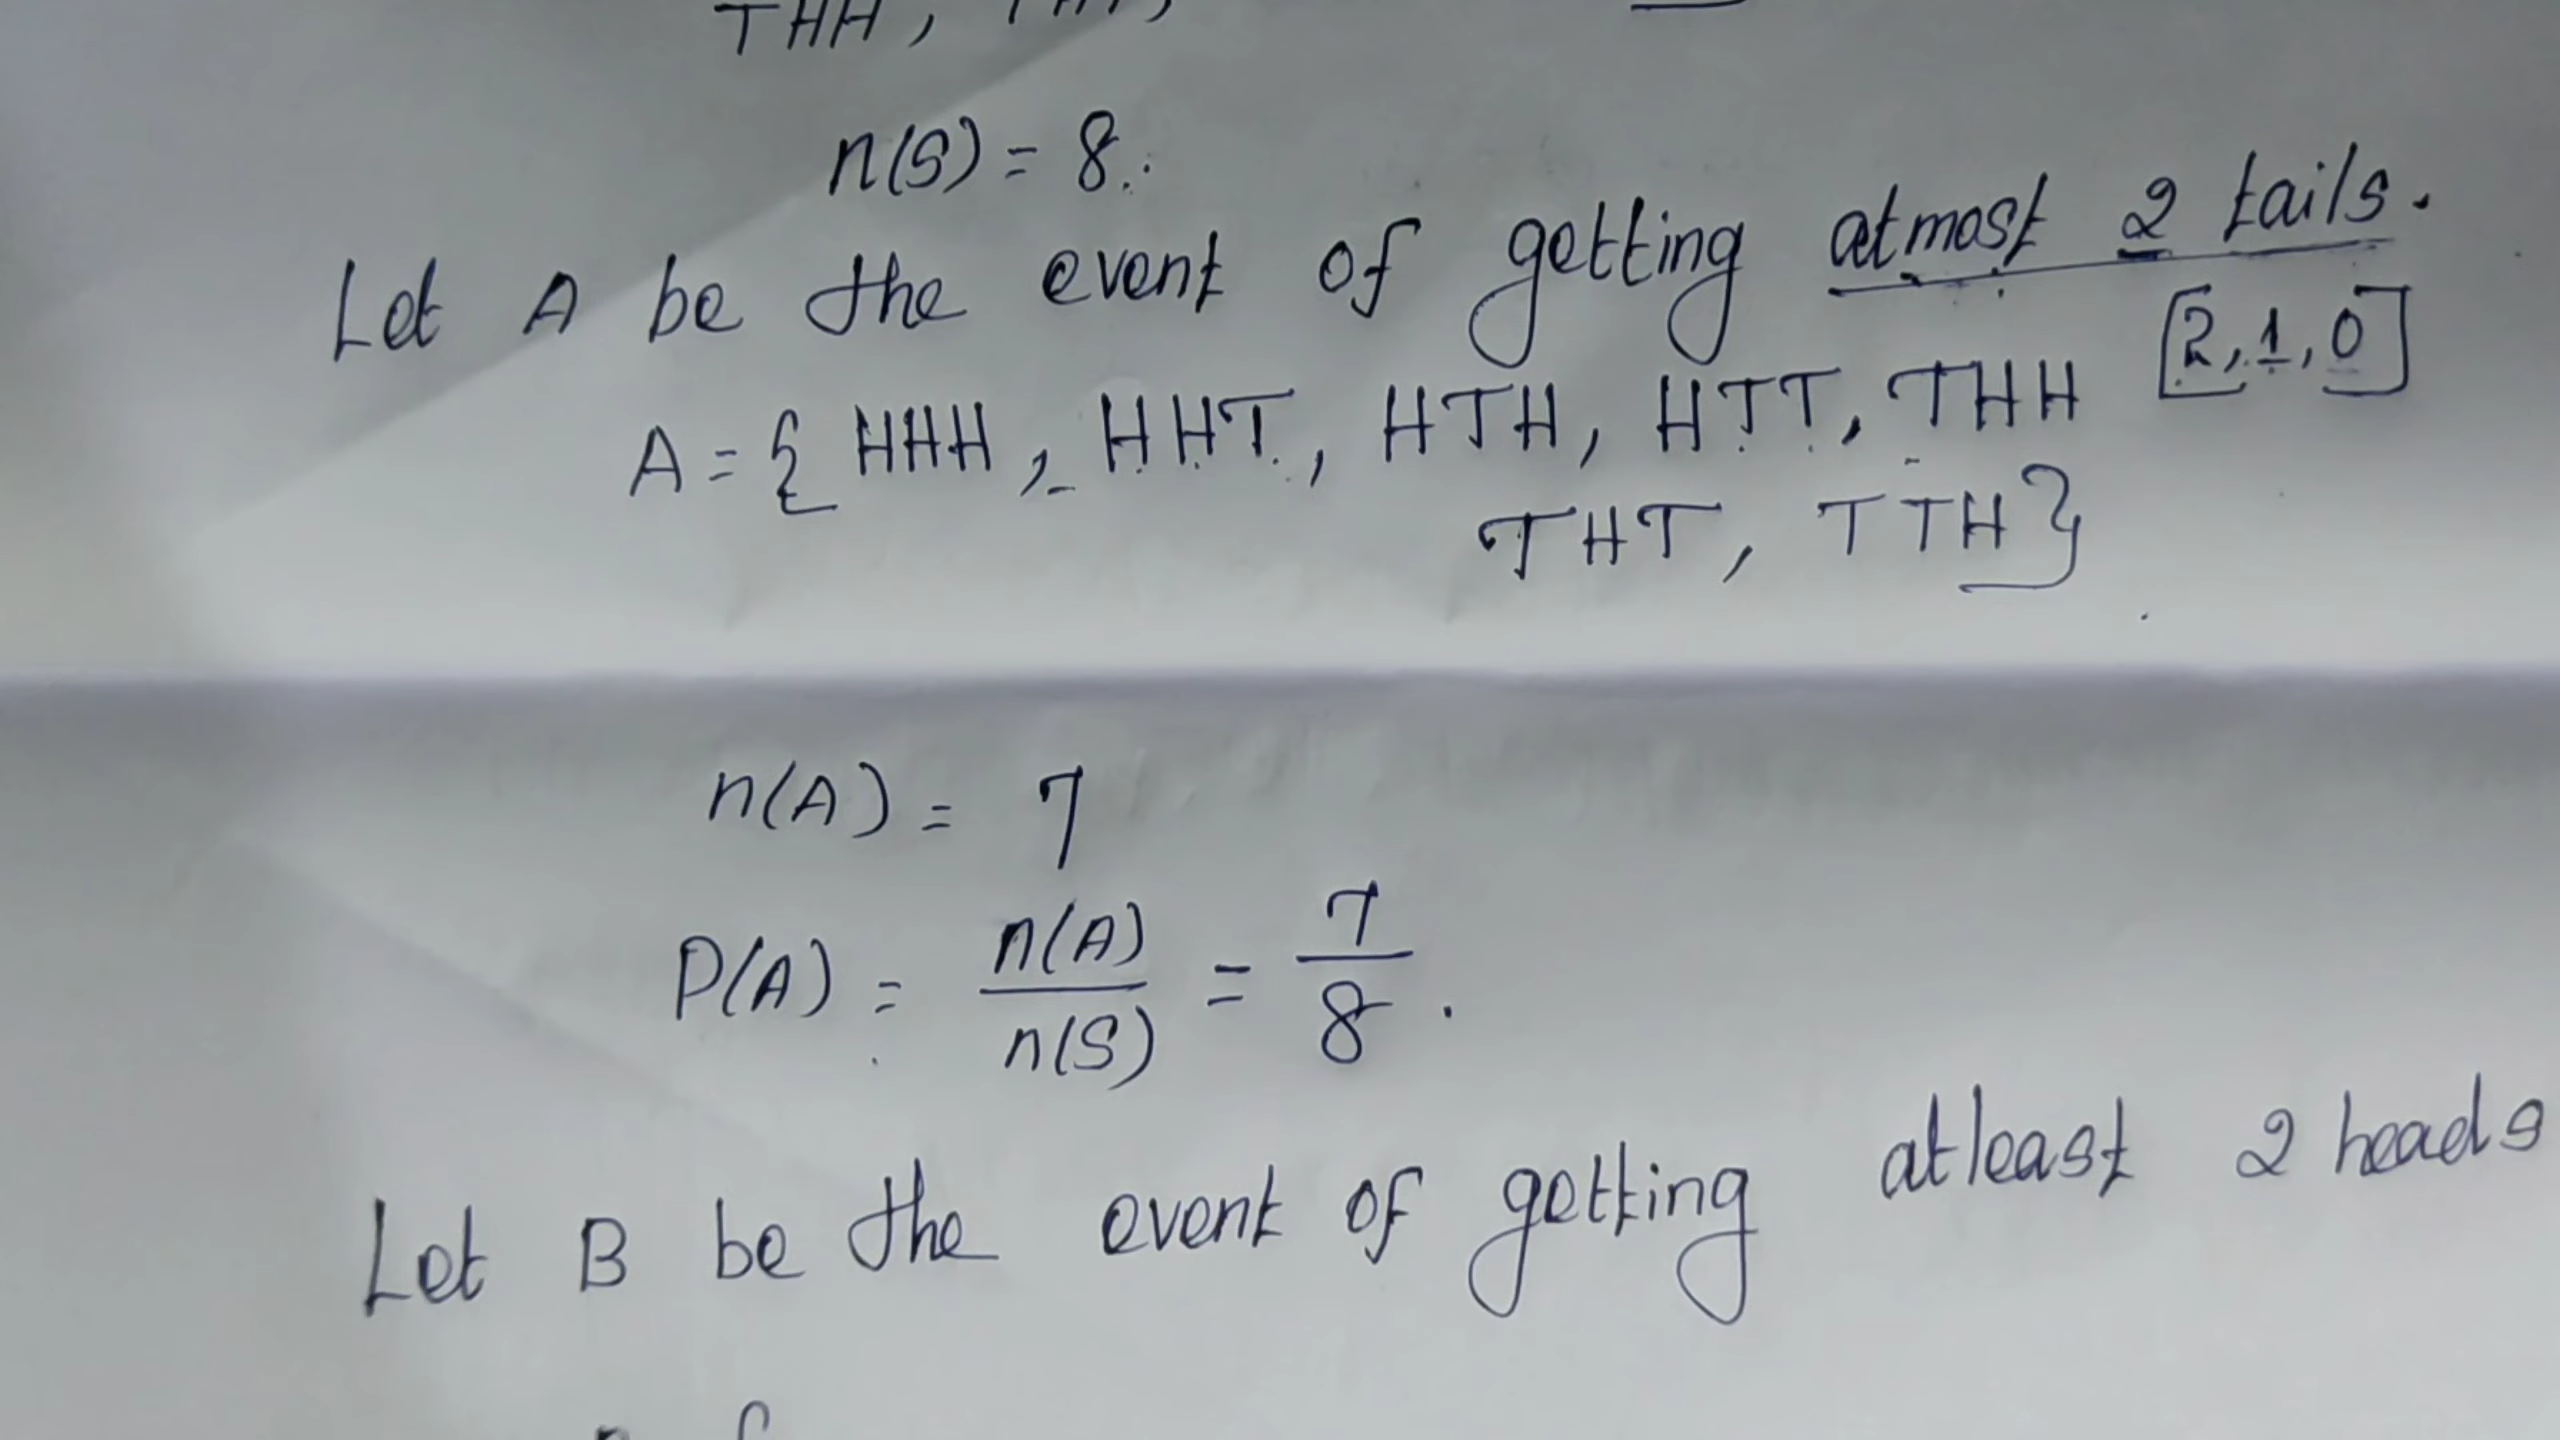 THH,
n(S) = 8.
Let A be the event of getting atmost 2 tails.
[2, 1, 0]
A = { HHH, HHT, HTH, HTT, THH
THT, TTH}
n(A) = 7
P(A) = n(A)/n(S) = 7/8.
Let B be the event of getting atleast 2 heads